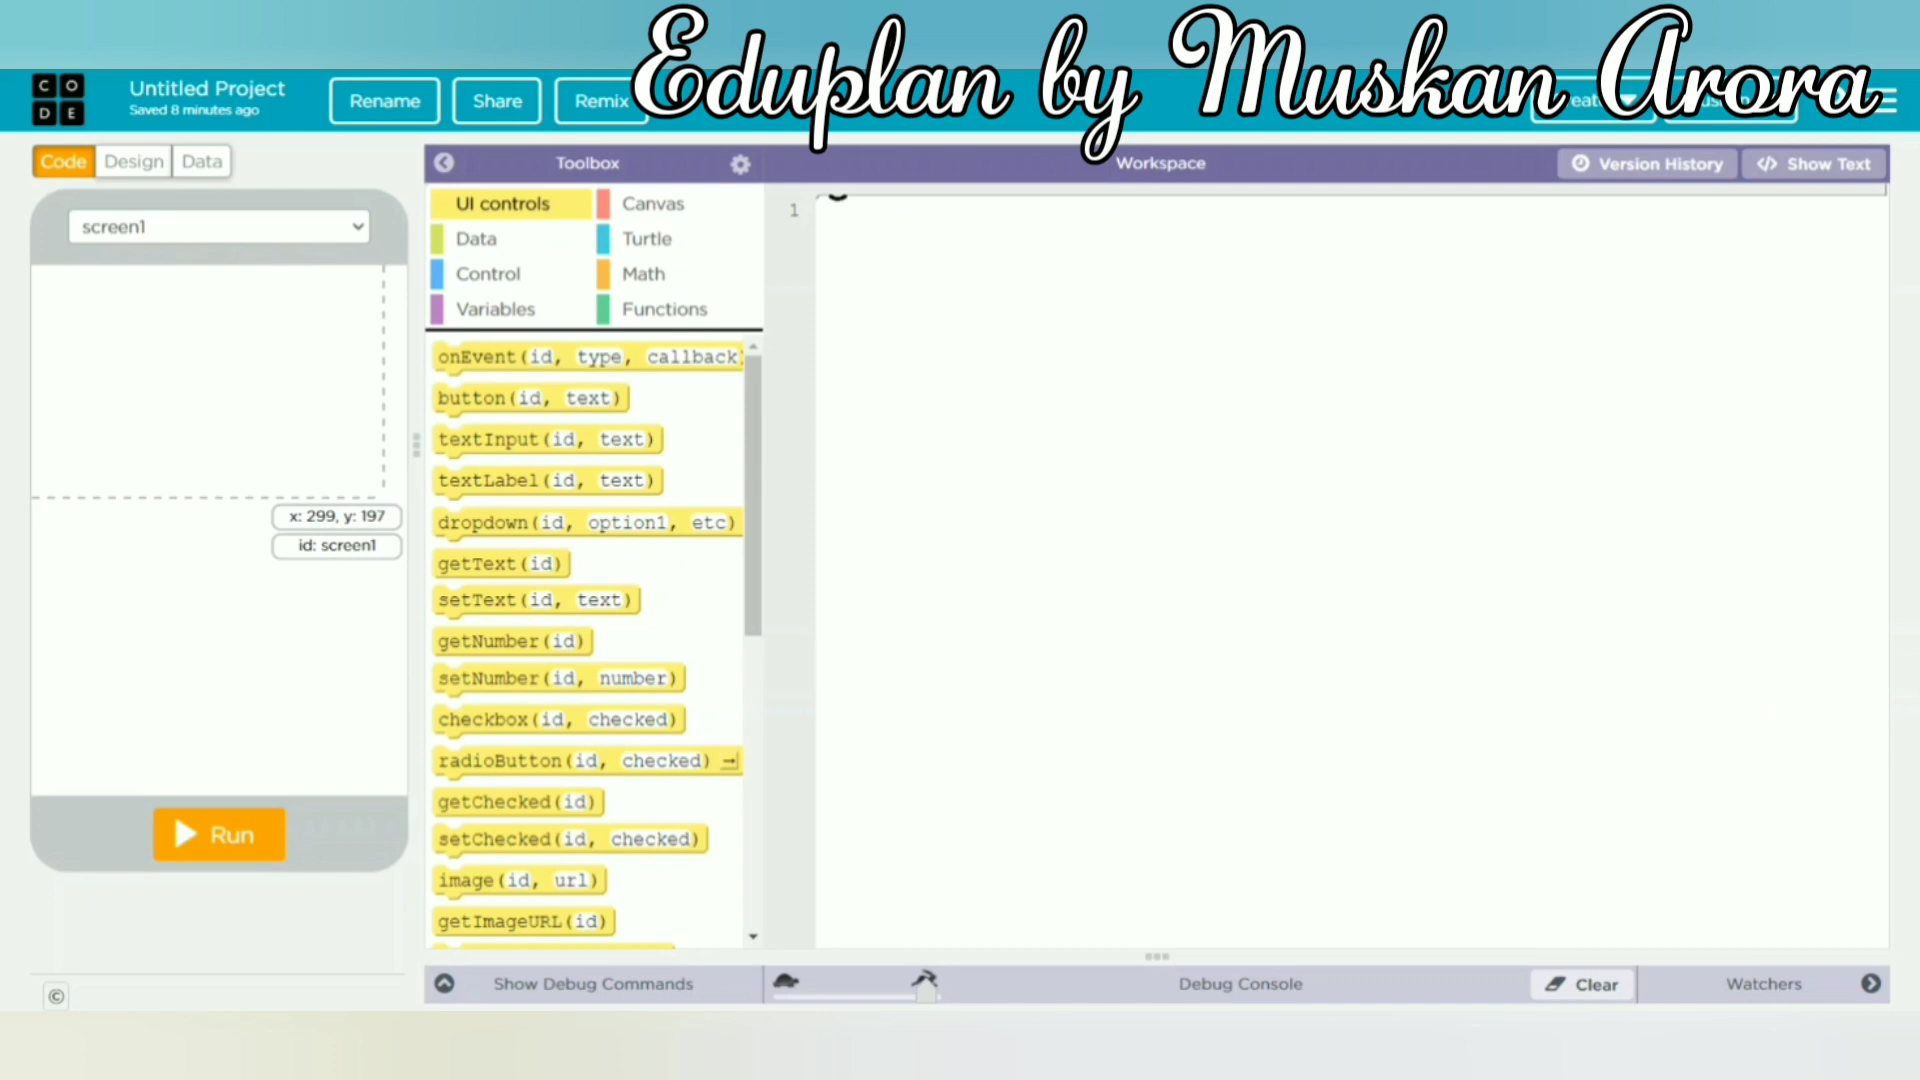 Eduplan by Muskan Arora
CODE
Untitled Project
Saved 8 minutes ago
Rename
Share
Remix
Code
Design
Data
Toolbox
Workspace
Version History
</> Show Text
screen1
UI controls
Canvas
Data
Turtle
Control
Math
Variables
Functions
1
onEvent(id, type, callback)
button(id, text)
textInput(id, text)
textLabel(id, text)
dropdown(id, option1, etc)
getText(id)
setText(id, text)
getNumber(id)
setNumber(id, number)
checkbox(id, checked)
radioButton(id, checked)
getChecked(id)
setChecked(id, checked)
image(id, url)
getImageURL(id)
x: 299, y: 197
id: screen1
Run
©
Show Debug Commands
Debug Console
Clear
Watchers